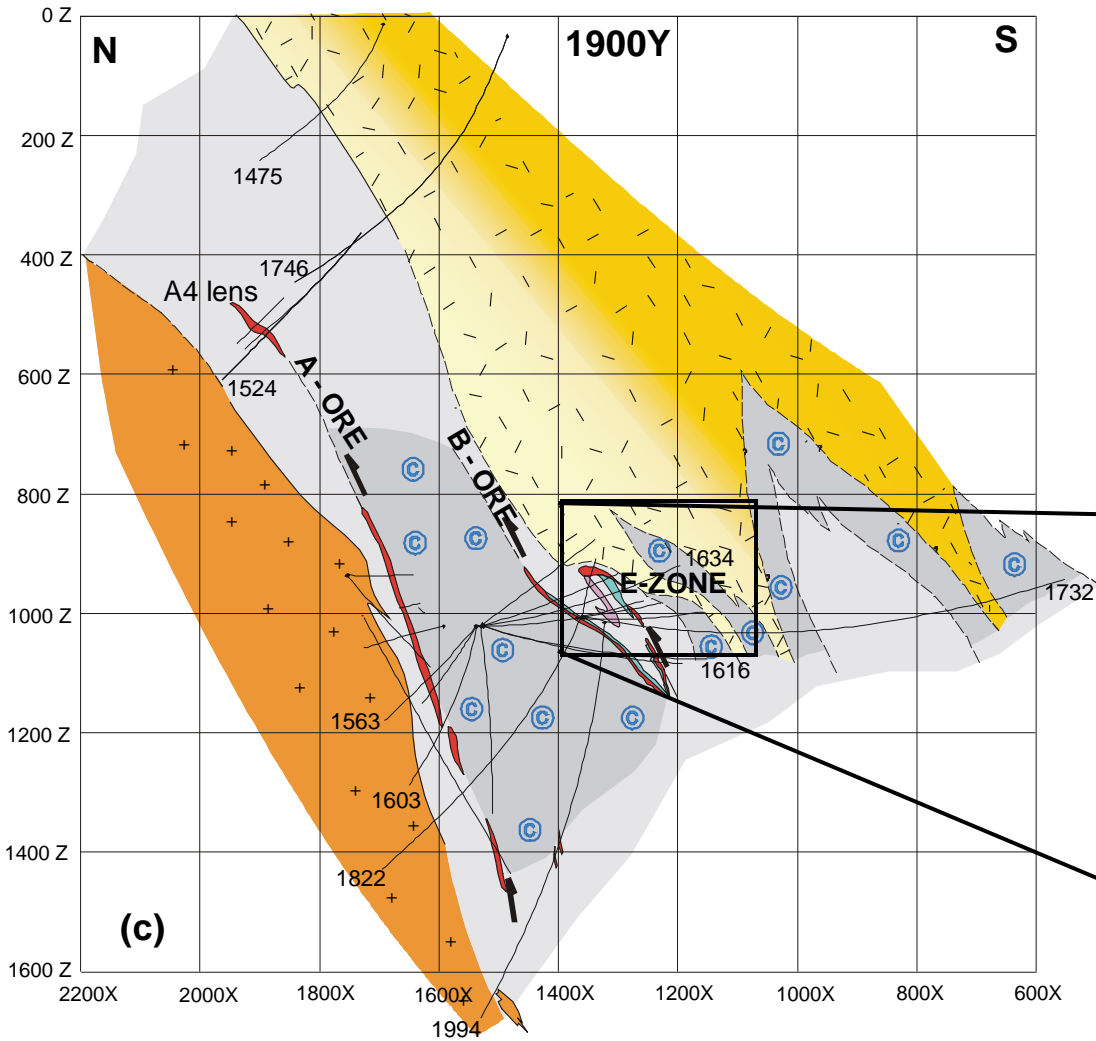 0 Z
N
1900Y
S
200 Z
1475
400 Z
1746
A4 lens
600 Z
1524
A - ORE
B - ORE
©
©
800 Z
©
©
©
©
1634
©
E-ZONE
©
©
1732
1000 Z
©
©
©
1616
1563
©
©
©
1200 Z
1603
©
1400 Z
1822
(c)
1600 Z
2200X
2000X
1800X
1600X
1400X
1200X
1000X
800X
600X
1994